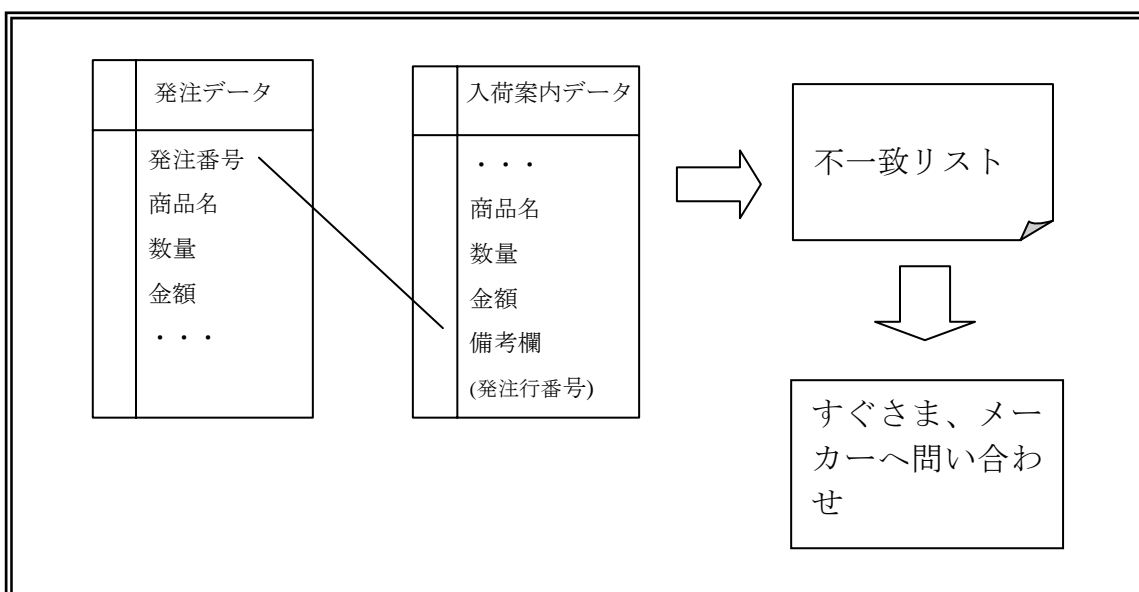 発注データ
発注番号
商品名
数量
金額
・・・
入荷案内データ
・・・
商品名
数量
金額
備考欄
(発注行番号)
不一致リスト
すぐさま、メー
カーへ問い合わ
せ